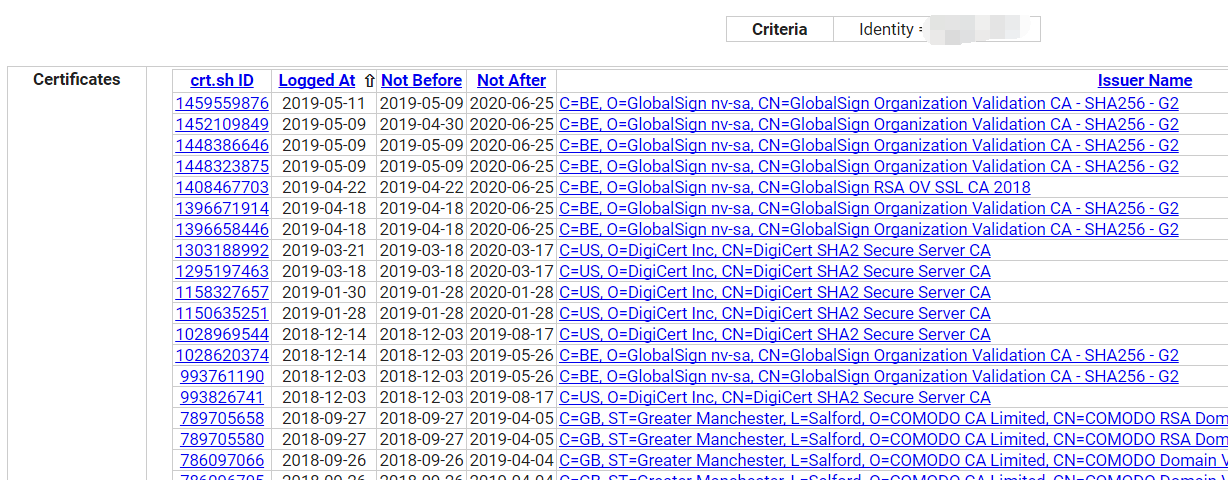 Criteria Identity =
Certificates crt.sh ID Logged At ⇧ Not Before Not After Issuer Name
1459559876 2019-05-11 2019-05-09 2020-06-25 C=BE, O=GlobalSign nv-sa, CN=GlobalSign Organization Validation CA - SHA256 - G2
1452109849 2019-05-09 2019-04-30 2020-06-25 C=BE, O=GlobalSign nv-sa, CN=GlobalSign Organization Validation CA - SHA256 - G2
1448386646 2019-05-09 2019-05-09 2020-06-25 C=BE, O=GlobalSign nv-sa, CN=GlobalSign Organization Validation CA - SHA256 - G2
1448323875 2019-05-09 2019-05-09 2020-06-25 C=BE, O=GlobalSign nv-sa, CN=GlobalSign Organization Validation CA - SHA256 - G2
1408467703 2019-04-22 2019-04-22 2020-06-25 C=BE, O=GlobalSign nv-sa, CN=GlobalSign RSA OV SSL CA 2018
1396671914 2019-04-18 2019-04-18 2020-06-25 C=BE, O=GlobalSign nv-sa, CN=GlobalSign Organization Validation CA - SHA256 - G2
1396658446 2019-04-18 2019-04-18 2020-06-25 C=BE, O=GlobalSign nv-sa, CN=GlobalSign Organization Validation CA - SHA256 - G2
1303188992 2019-03-21 2019-03-18 2020-03-17 C=US, O=DigiCert Inc, CN=DigiCert SHA2 Secure Server CA
1295197463 2019-03-18 2019-03-18 2020-03-17 C=US, O=DigiCert Inc, CN=DigiCert SHA2 Secure Server CA
1158327657 2019-01-30 2019-01-28 2020-01-28 C=US, O=DigiCert Inc, CN=DigiCert SHA2 Secure Server CA
1150635251 2019-01-28 2019-01-28 2020-01-28 C=US, O=DigiCert Inc, CN=DigiCert SHA2 Secure Server CA
1028969544 2018-12-14 2018-12-03 2019-08-17 C=US, O=DigiCert Inc, CN=DigiCert SHA2 Secure Server CA
1028620374 2018-12-14 2018-12-03 2019-05-26 C=BE, O=GlobalSign nv-sa, CN=GlobalSign Organization Validation CA - SHA256 - G2
993761190 2018-12-03 2018-12-03 2019-05-26 C=BE, O=GlobalSign nv-sa, CN=GlobalSign Organization Validation CA - SHA256 - G2
993826741 2018-12-03 2018-12-03 2019-08-17 C=US, O=DigiCert Inc, CN=DigiCert SHA2 Secure Server CA
789705658 2018-09-27 2018-09-27 2019-04-05 C=GB, ST=Greater Manchester, L=Salford, O=COMODO CA Limited, CN=COMODO RSA Dom
789705580 2018-09-27 2018-09-27 2019-04-05 C=GB, ST=Greater Manchester, L=Salford, O=COMODO CA Limited, CN=COMODO RSA Dom
786097066 2018-09-26 2018-09-26 2019-04-04 C=GB, ST=Greater Manchester, L=Salford, O=COMODO CA Limited, CN=COMODO Domain V